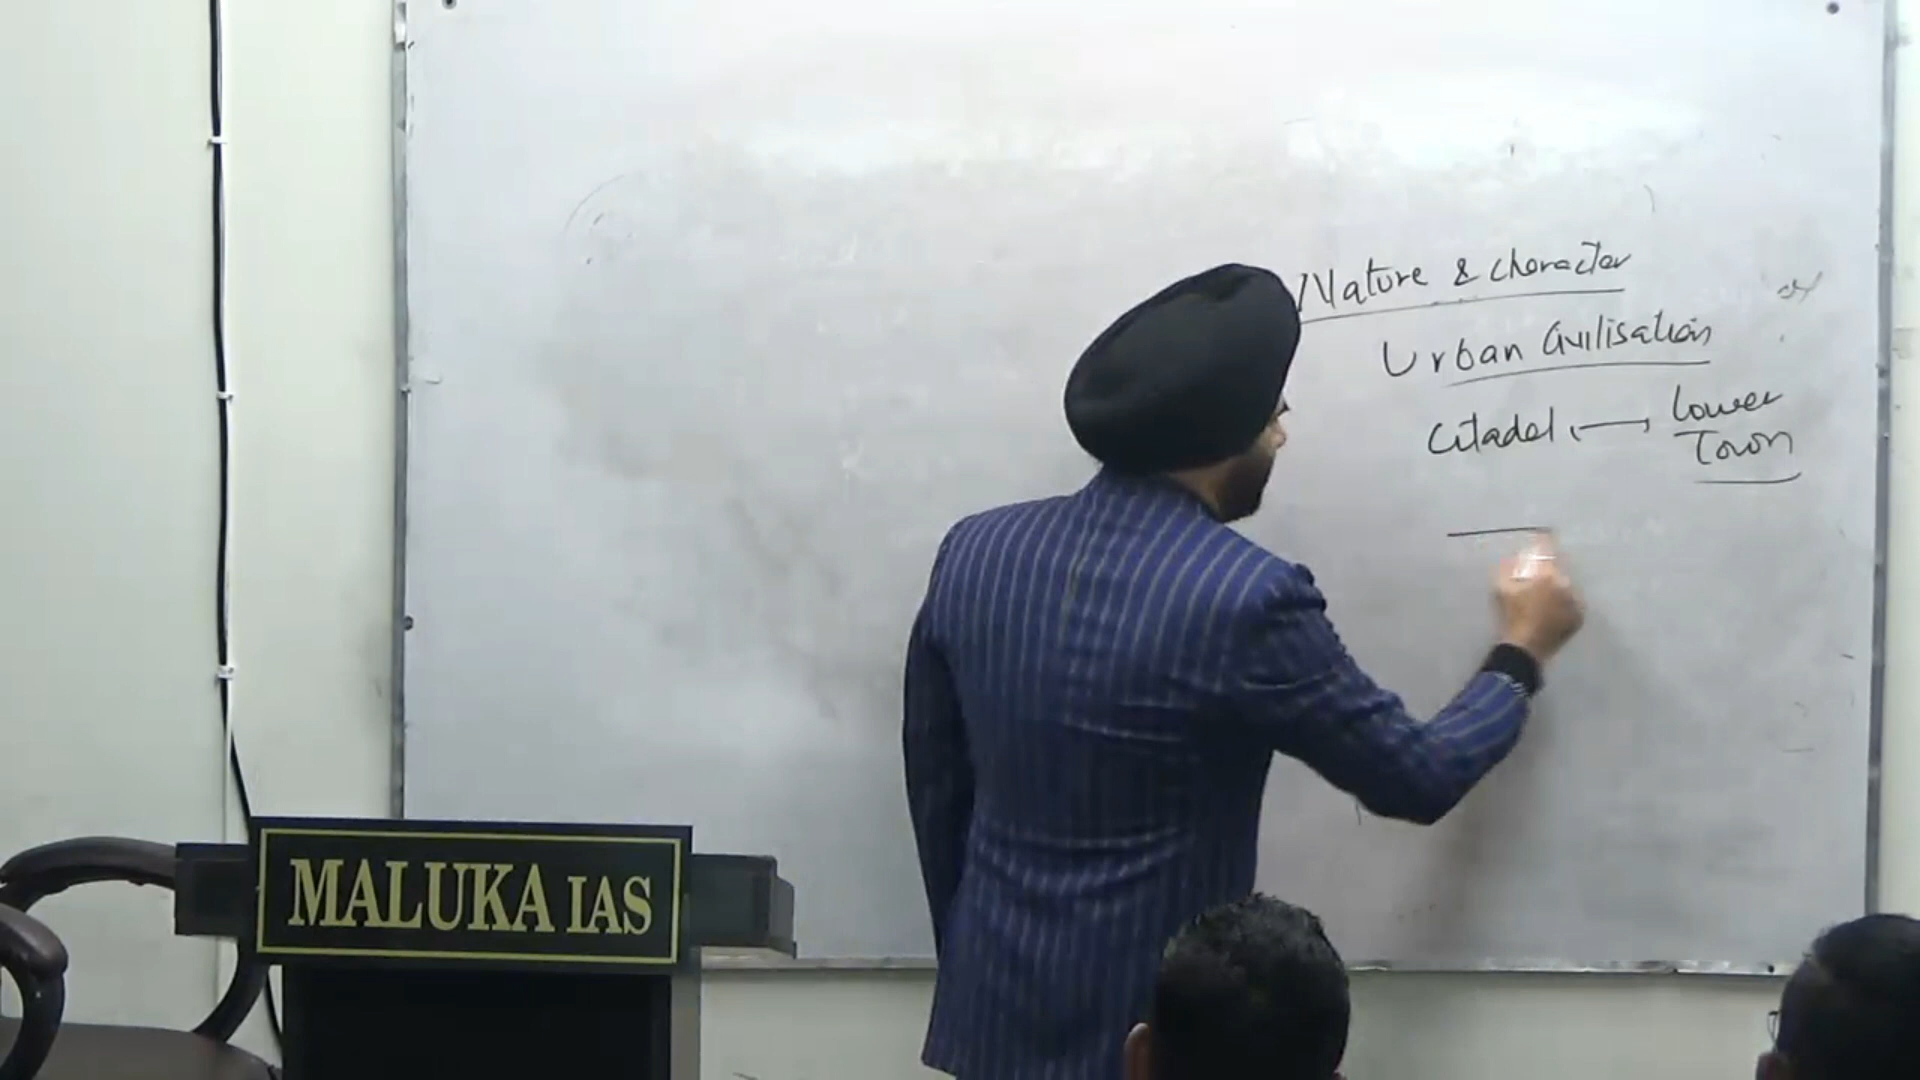 Nature & character
Urban Civilisation
Citadel ⟷ Lower
Town
MALUKA IAS